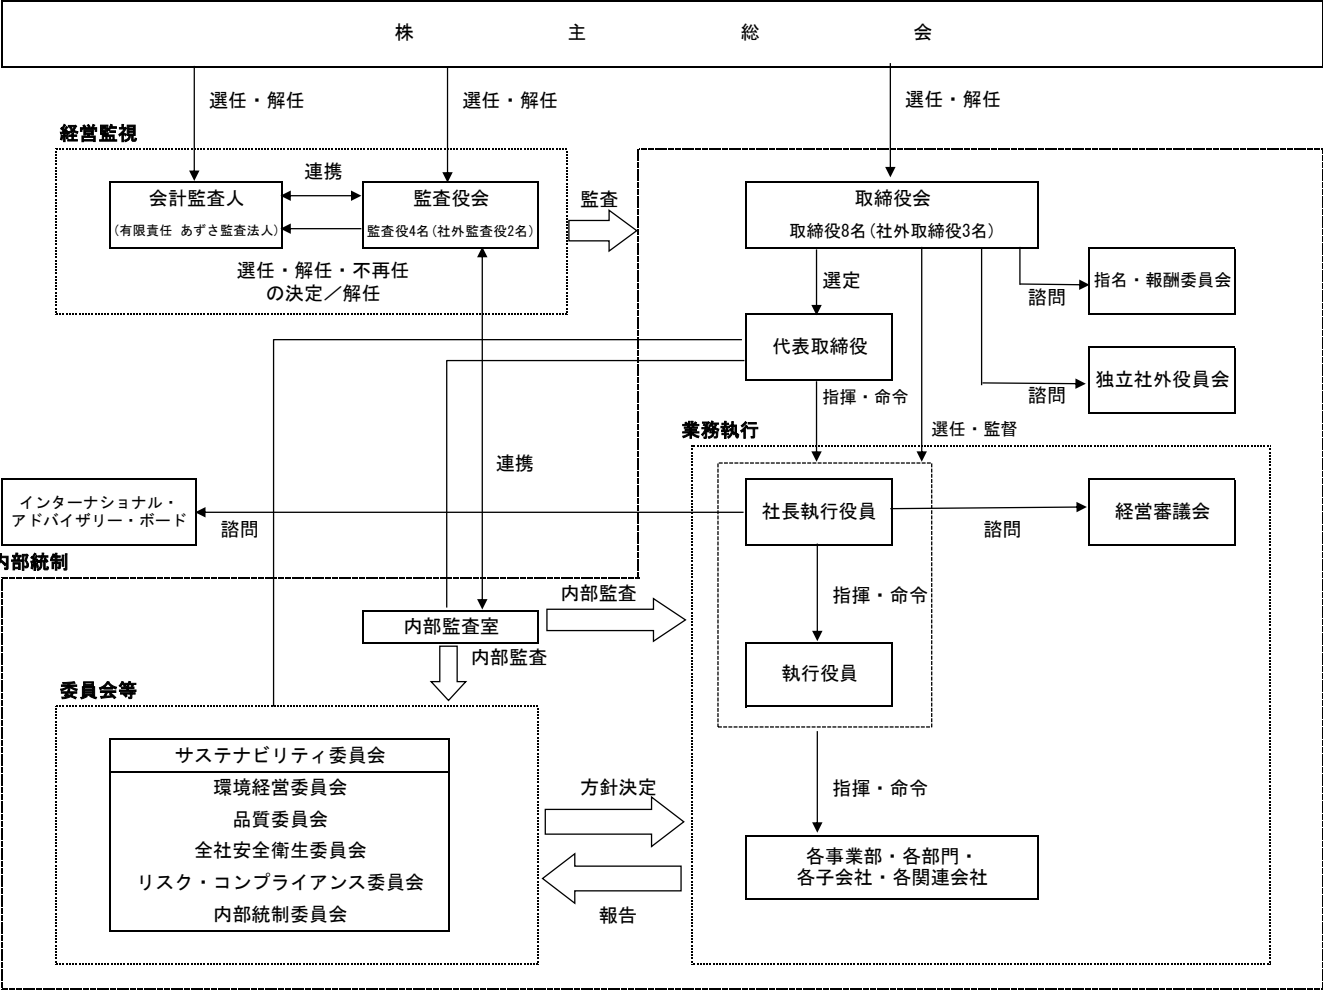 株主総会
選任・解任
選任・解任
選任・解任
経営監視
会計監査人
(有限責任 あずさ監査法人)
連携
監査役会
監査役4名(社外監査役2名)
選任・解任・不再任
の決定／解任
監査
取締役会
取締役8名(社外取締役3名)
選定
諮問
指名・報酬委員会
代表取締役
諮問
独立社外役員会
指揮・命令
選任・監督
業務執行
連携
インターナショナル・
アドバイザリー・ボード
諮問
社長執行役員
諮問
経営審議会
内部統制
指揮・命令
内部監査
内部監査室
内部監査
執行役員
委員会等
サステナビリティ委員会
環境経営委員会
品質委員会
全社安全衛生委員会
リスク・コンプライアンス委員会
内部統制委員会
方針決定
報告
指揮・命令
各事業部・各部門・
各子会社・各関連会社